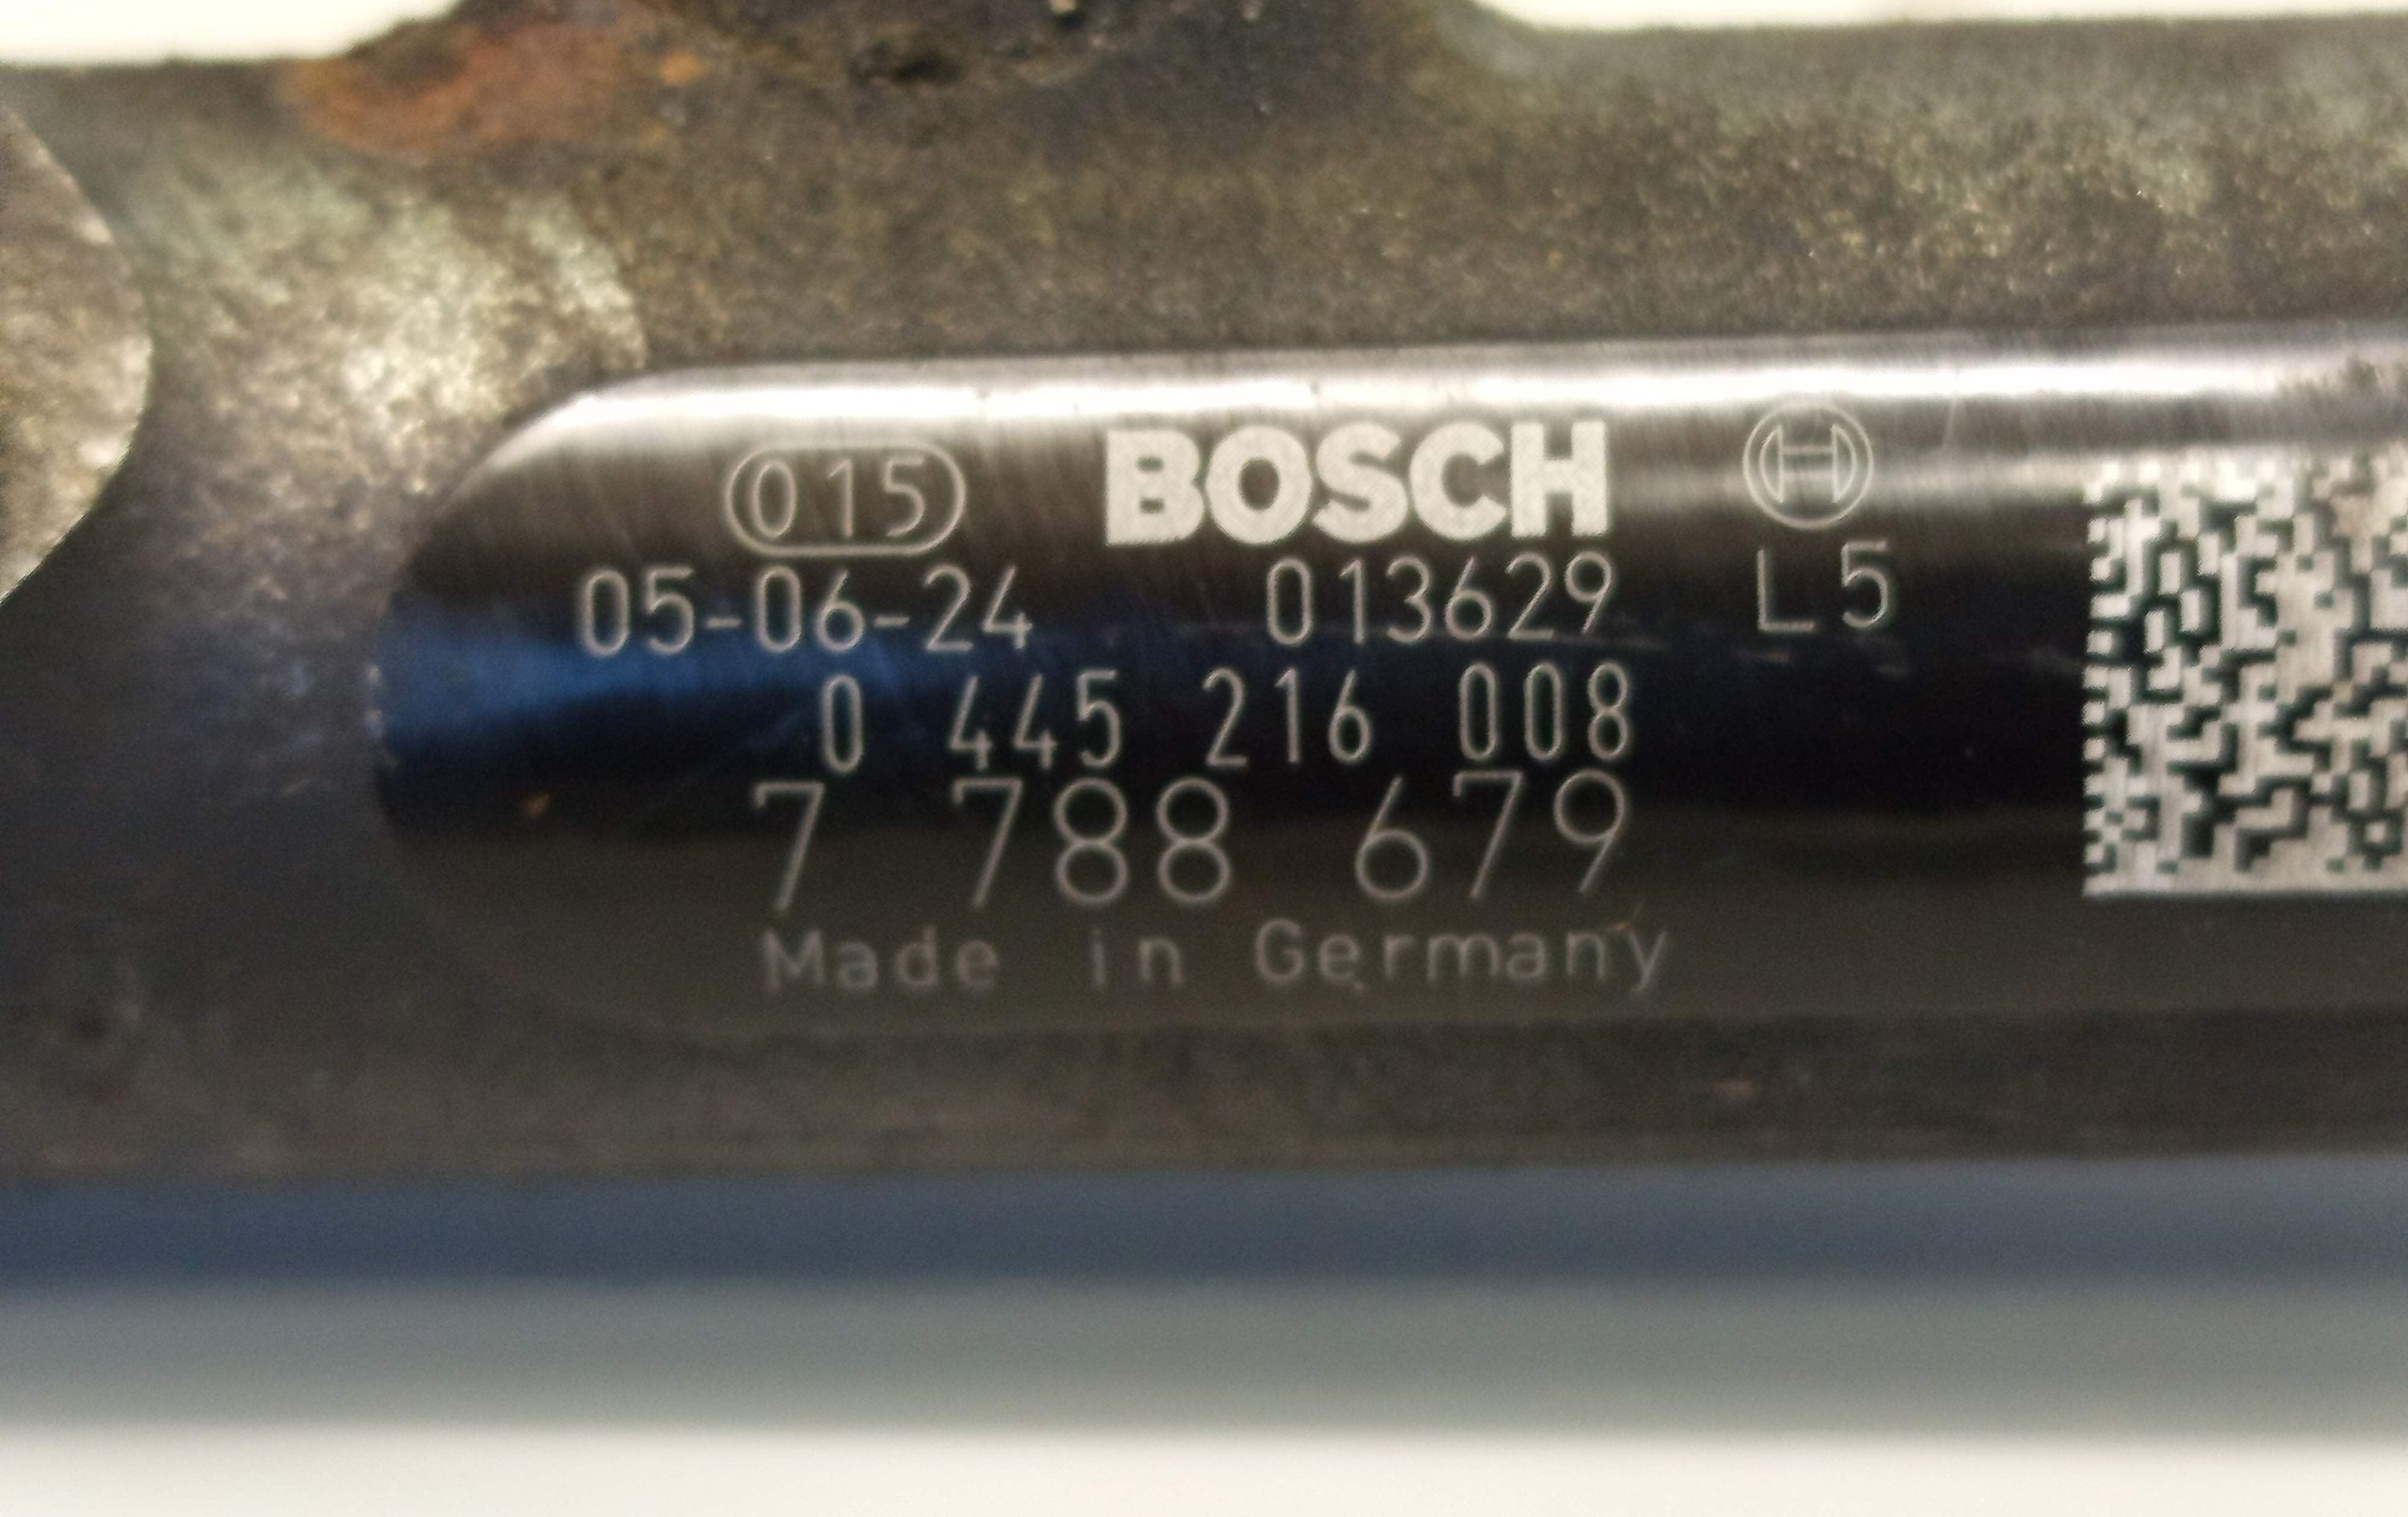 015 BOSCH
05-06-24 013629 L5
0 445 216 008
7 788 679
Made in Germany